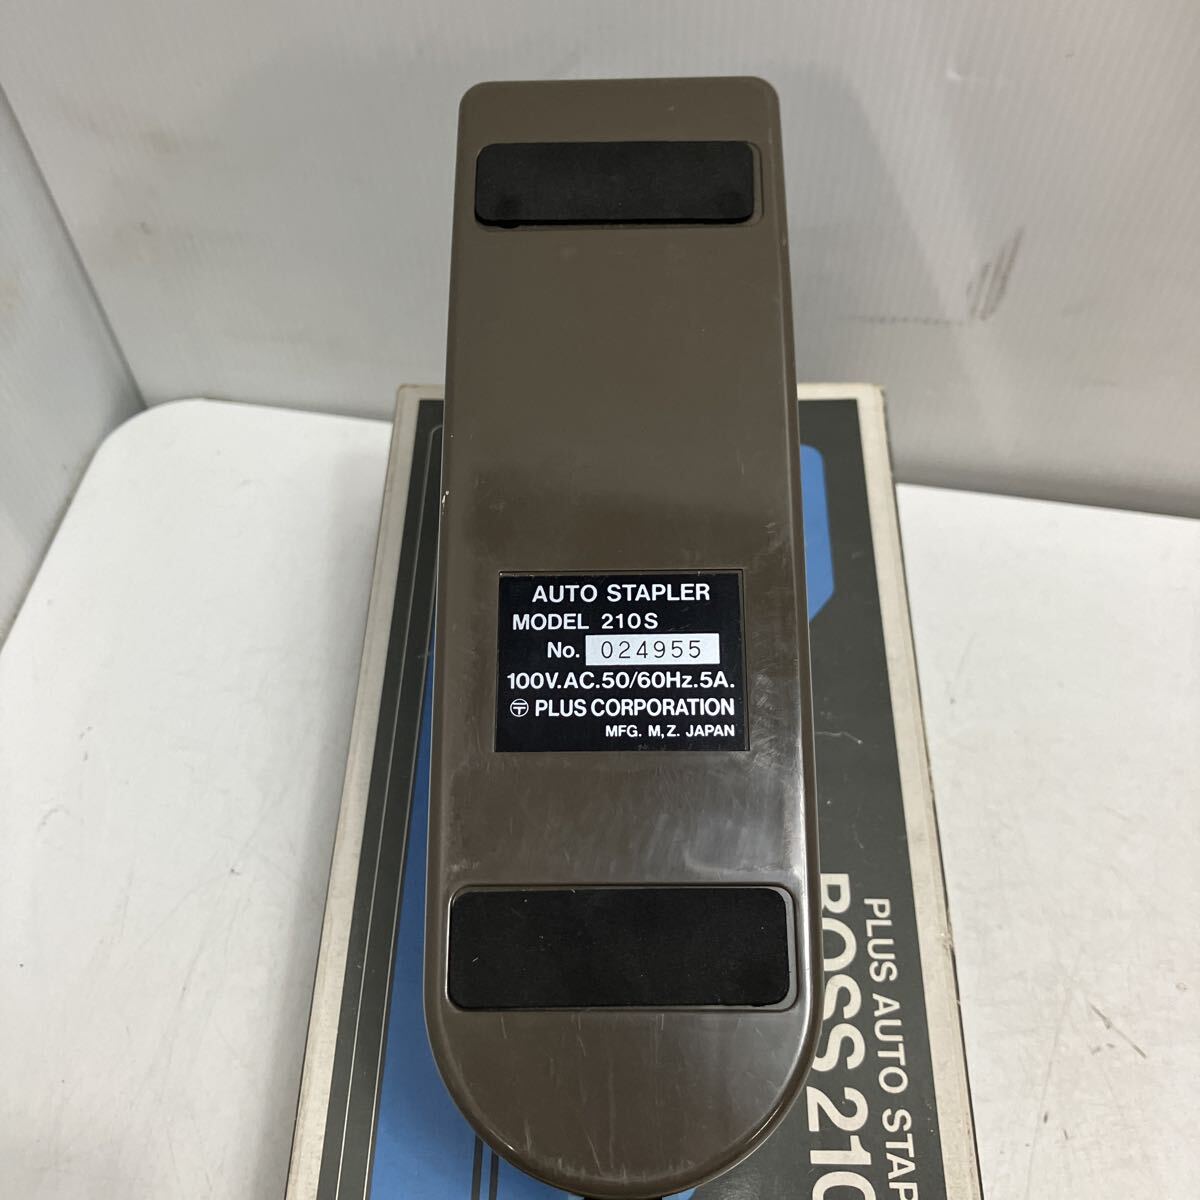 AUTO STAPLER
MODEL 210S
No. 024955
100V.AC.50/60Hz.5A.
〶 PLUS CORPORATION
MFG. M,Z. JAPAN
PLUS AUTO STAP
BOSS 210